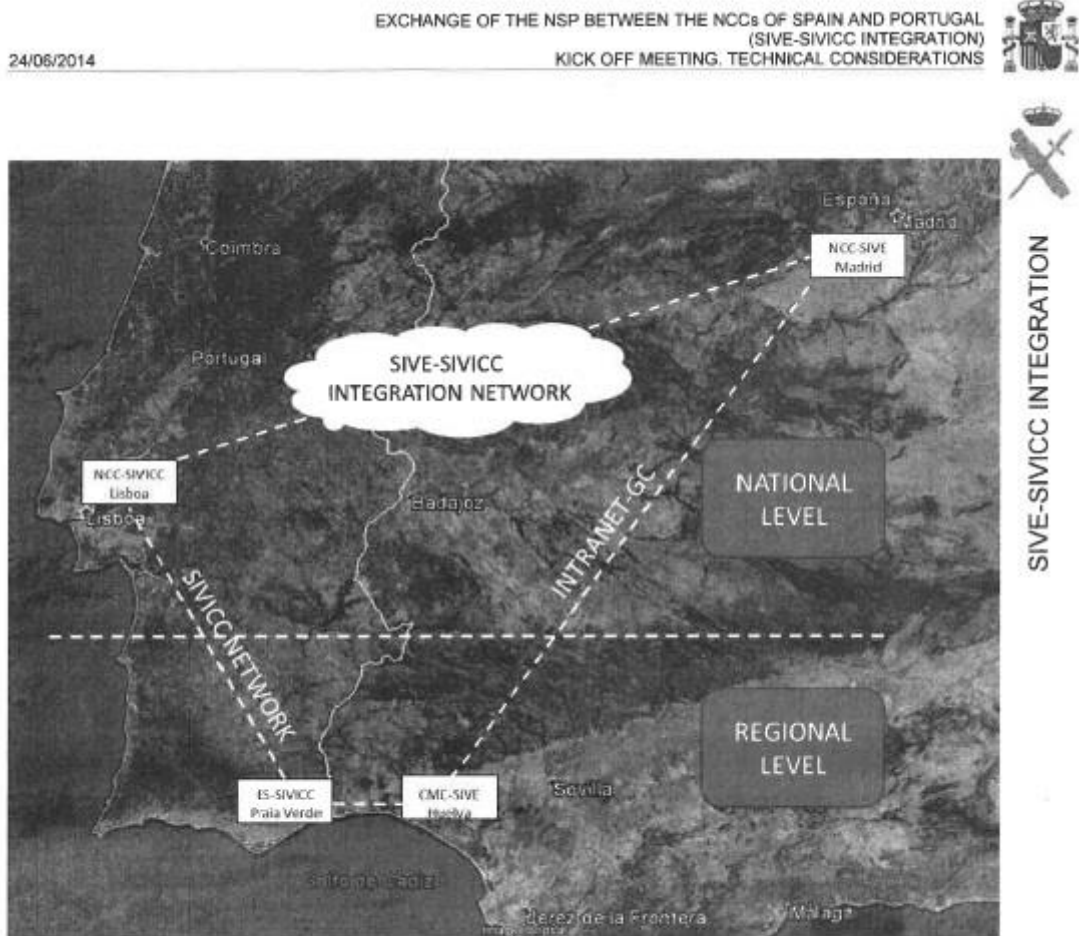 EXCHANGE OF THE NSP BETWEEN THE NCCs OF SPAIN AND PORTUGAL
(SIVE-SIVICC INTEGRATION)
24/06/2014
KICK OFF MEETING. TECHNICAL CONSIDERATIONS
SIVE-SIVICC INTEGRATION
España
Madrid
Coimbra
NCC-SIVE
Madrid
Portugal
SIVE-SIVICC
INTEGRATION NETWORK
NCC-SIVICC
Lisboa
Lisboa
Badajoz
INTRANET-GC
NATIONAL
LEVEL
SIVICC NETWORK
REGIONAL
LEVEL
ES-SIVICC
Praia Verde
CMC-SIVE
Huelva
Sevilla
Golfo de Cádiz
Jerez de la Frontera
Málaga